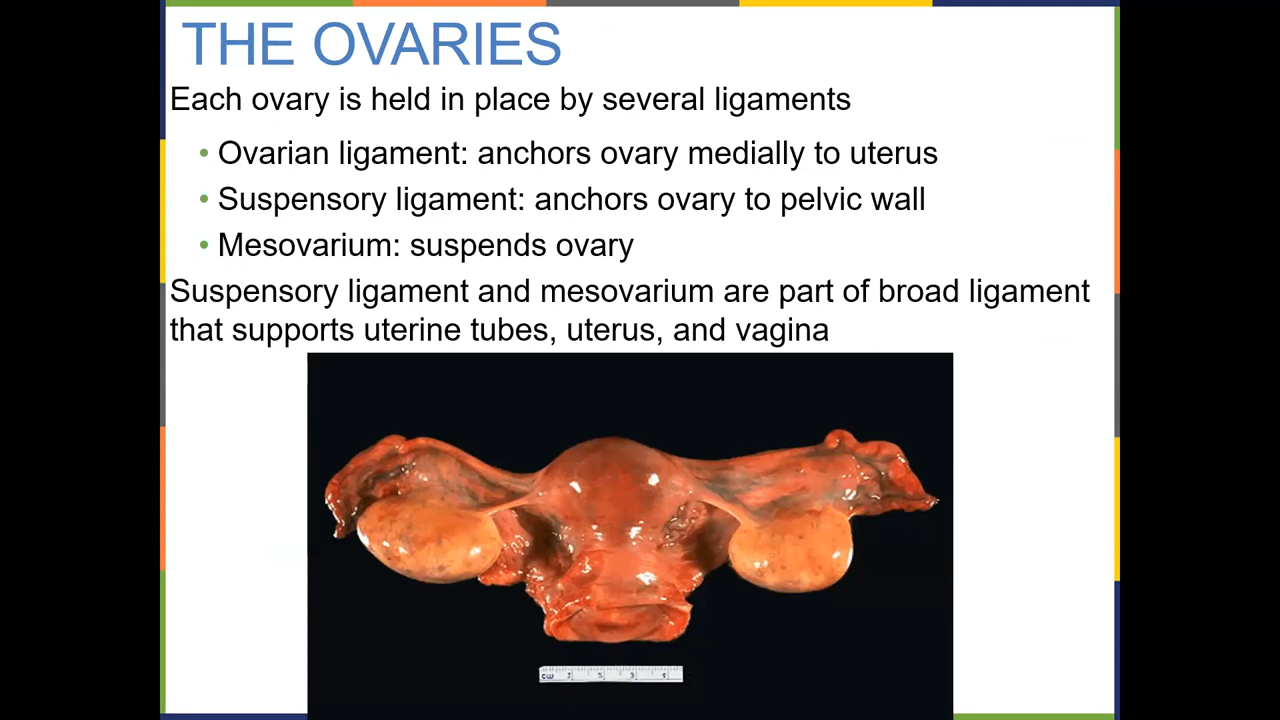 THE OVARIES
Each ovary is held in place by several ligaments
• Ovarian ligament: anchors ovary medially to uterus
• Suspensory ligament: anchors ovary to pelvic wall
• Mesovarium: suspends ovary
Suspensory ligament and mesovarium are part of broad ligament
that supports uterine tubes, uterus, and vagina